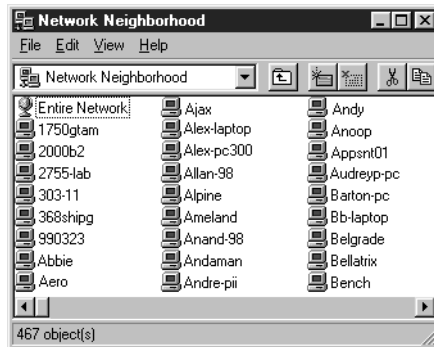 Network Neighborhood
File Edit View Help
Network Neighborhood
Entire Network
1750gtam
2000b2
2755-lab
303-11
368shipg
990323
Abbie
Aero
Ajax
Alex-laptop
Alex-pc300
Allan-98
Alpine
Ameland
Anand-98
Andaman
Andre-pii
Andy
Anoop
Appsnt01
Audreyp-pc
Barton-pc
Bb-laptop
Belgrade
Bellatrix
Bench
467 object(s)